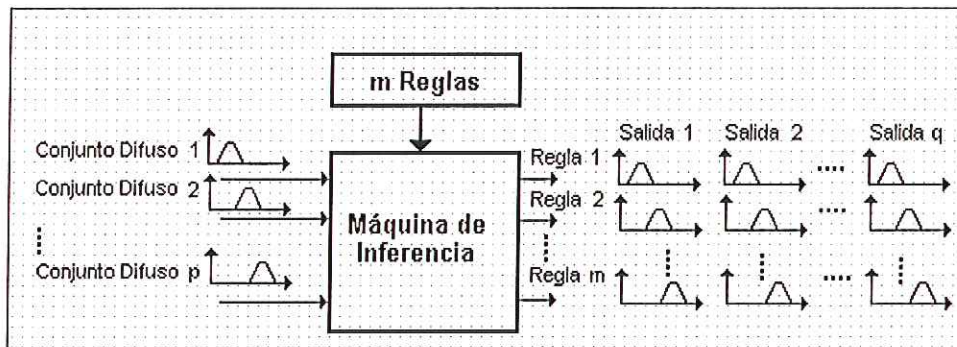 m Reglas
Salida 1 Salida 2 Salida q
Conjunto Difuso 1
Regla 1
Conjunto Difuso 2
Regla 2
Máquina de
Inferencia
Conjunto Difuso p
Regla m